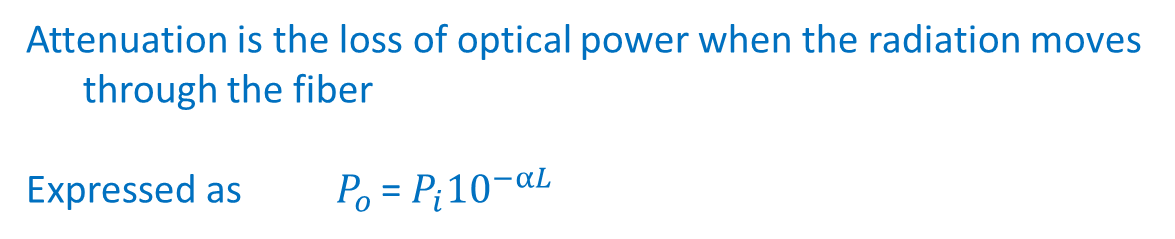 Attenuation is the loss of optical power when the radiation moves
through the fiber
Expressed as P_o = P_i 10^{-αL}